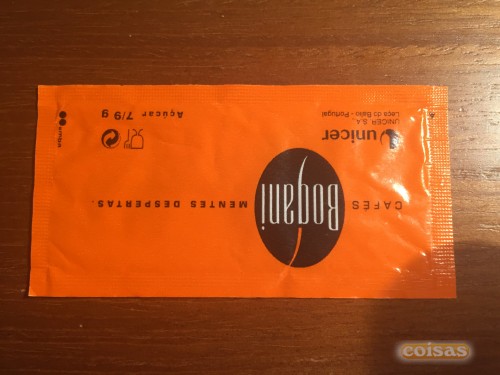 CAFÉS Bogani MENTES DESPERTAS.
unicer
UNICER S.A.
Leça do Balio - Portugal
Açúcar 7/9 g
coisas